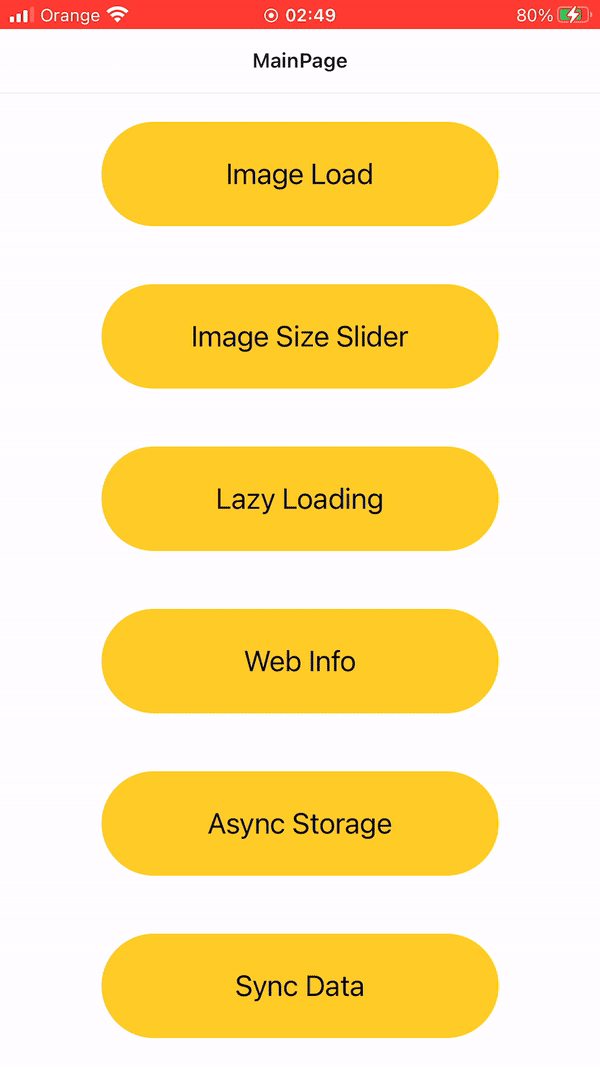 Orange 02:49 80%
MainPage
Image Load
Image Size Slider
Lazy Loading
Web Info
Async Storage
Sync Data